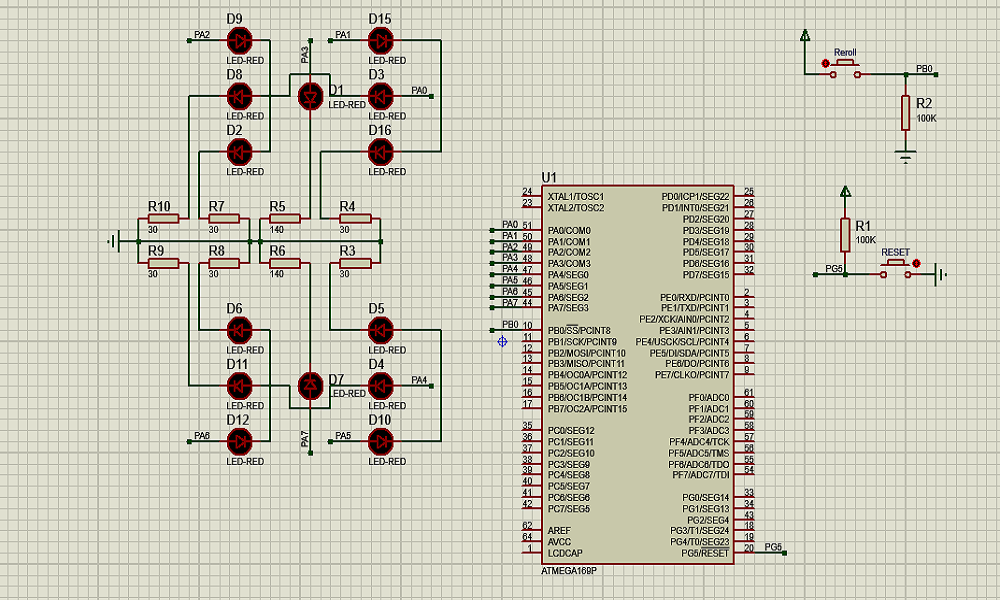 D9
PA2
LED-RED
D8
LED-RED
D2
LED-RED
PA3
D1
LED-RED
D15
PA1
LED-RED
D3
PA0
LED-RED
D16
LED-RED
R10
30
R7
30
R5
140
R4
30
R9
30
R8
30
R6
140
R3
30
D6
LED-RED
D11
LED-RED
D12
PA6
LED-RED
D7
LED-RED
PA7
D5
LED-RED
D4
PA4
LED-RED
D10
PA5
LED-RED
U1
24 XTAL1/TOSC1
23 XTAL2/TOSC2
PA0 51 PA0/COM0
PA1 50 PA1/COM1
PA2 49 PA2/COM2
PA3 48 PA3/COM3
PA4 47 PA4/SEG0
PA5 46 PA5/SEG1
PA6 45 PA6/SEG2
PA7 44 PA7/SEG3
PB0 10 PB0/SS/PCINT8
11 PB1/SCK/PCINT9
12 PB2/MOSI/PCINT10
13 PB3/MISO/PCINT11
14 PB4/OC0A/PCINT12
15 PB5/OC1A/PCINT13
16 PB6/OC1B/PCINT14
17 PB7/OC2A/PCINT15
35 PC0/SEG12
36 PC1/SEG11
37 PC2/SEG10
38 PC3/SEG9
39 PC4/SEG8
40 PC5/SEG7
41 PC6/SEG6
42 PC7/SEG5
62 AREF
64 AVCC
1 LCDCAP
PD0/ICP1/SEG22 25
PD1/INT0/SEG21 26
PD2/SEG20 27
PD3/SEG19 28
PD4/SEG18 29
PD5/SEG17 30
PD6/SEG16 31
PD7/SEG15 32
PE0/RXD/PCINT0 2
PE1/TXD/PCINT1 3
PE2/XCK/AIN0/PCINT2 4
PE3/AIN1/PCINT3 5
PE4/USCK/SCL/PCINT4 6
PE5/DI/SDA/PCINT5 7
PE6/DO/PCINT6 8
PE7/CLKO/PCINT7 9
PF0/ADC0 61
PF1/ADC1 60
PF2/ADC2 59
PF3/ADC3 58
PF4/ADC4/TCK 57
PF5/ADC5/TMS 56
PF6/ADC6/TDO 55
PF7/ADC7/TDI 54
PG0/SEG14 33
PG1/SEG13 34
PG2/SEG4 43
PG3/T1/SEG24 18
PG4/T0/SEG23 19
PG5/RESET 20 PG5
ATMEGA169P
Reroll
PB0
R2
100K
R1
100K
RESET
PG5